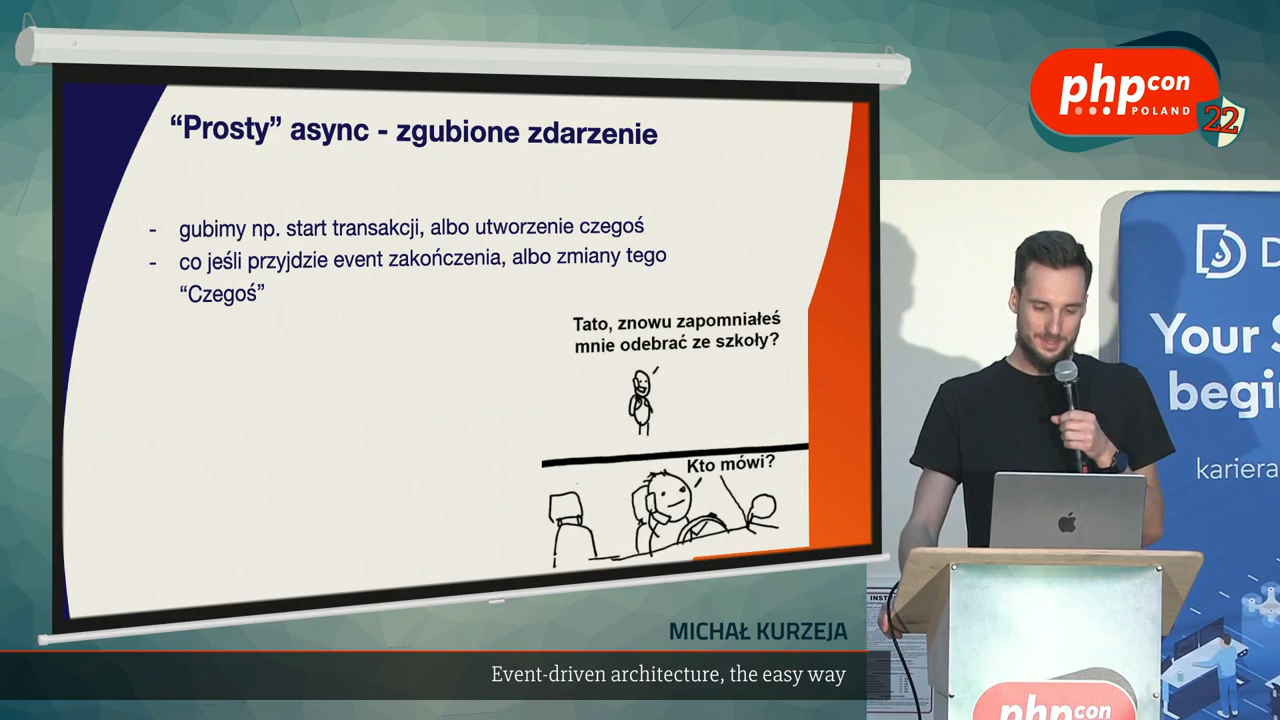 “Prosty” async - zgubione zdarzenie
- gubimy np. start transakcji, albo utworzenie czegoś
- co jeśli przyjdzie event zakończenia, albo zmiany tego
“Czegoś”
Tato, znowu zapomniałeś
mnie odebrać ze szkoły?
Kto mówi?
MICHAŁ KURZEJA
Event-driven architecture, the easy way
phpcon
POLAND
22
D
Your S
begi
kariera
phpcon